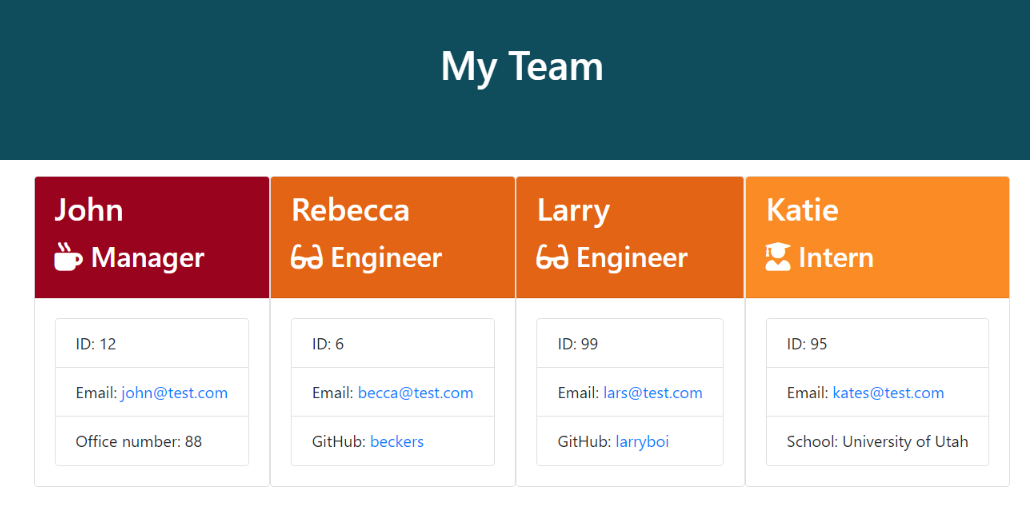 My Team
John
Manager
ID: 12
Email: john@test.com
Office number: 88
Rebecca
Engineer
ID: 6
Email: becca@test.com
GitHub: beckers
Larry
Engineer
ID: 99
Email: lars@test.com
GitHub: larryboi
Katie
Intern
ID: 95
Email: kates@test.com
School: University of Utah